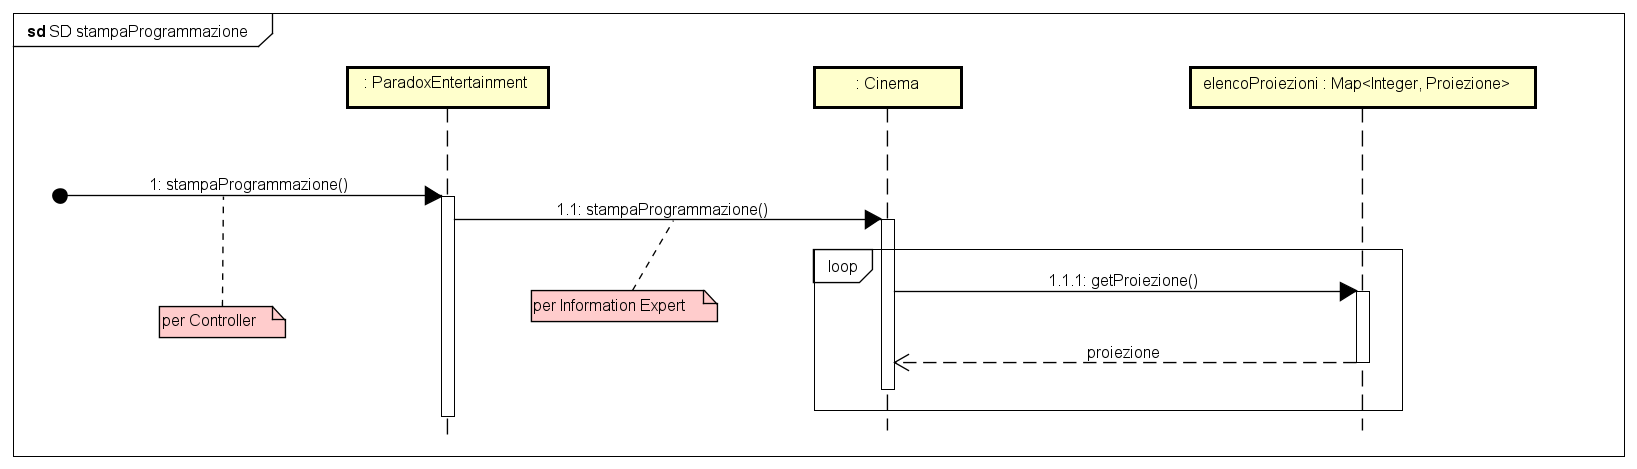 sd SD stampaProgrammazione
: ParadoxEntertainment
: Cinema
elencoProiezioni : Map<Integer, Proiezione>
1: stampaProgrammazione()
1.1: stampaProgrammazione()
loop
1.1.1: getProiezione()
per Information Expert
per Controller
proiezione